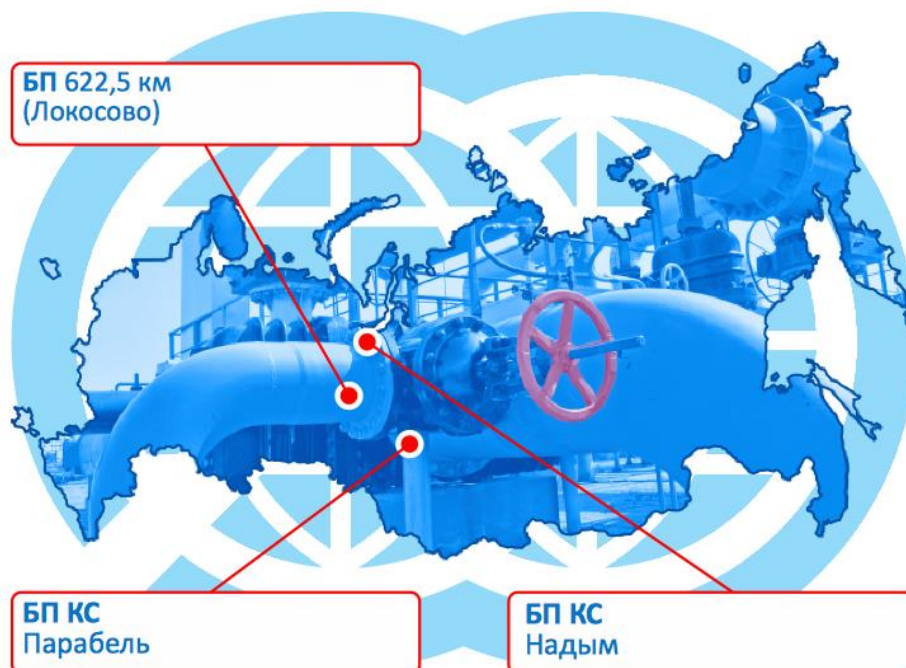 БП 622,5 км
(Локосово)
БП КС
Парабель
БП КС
Надым